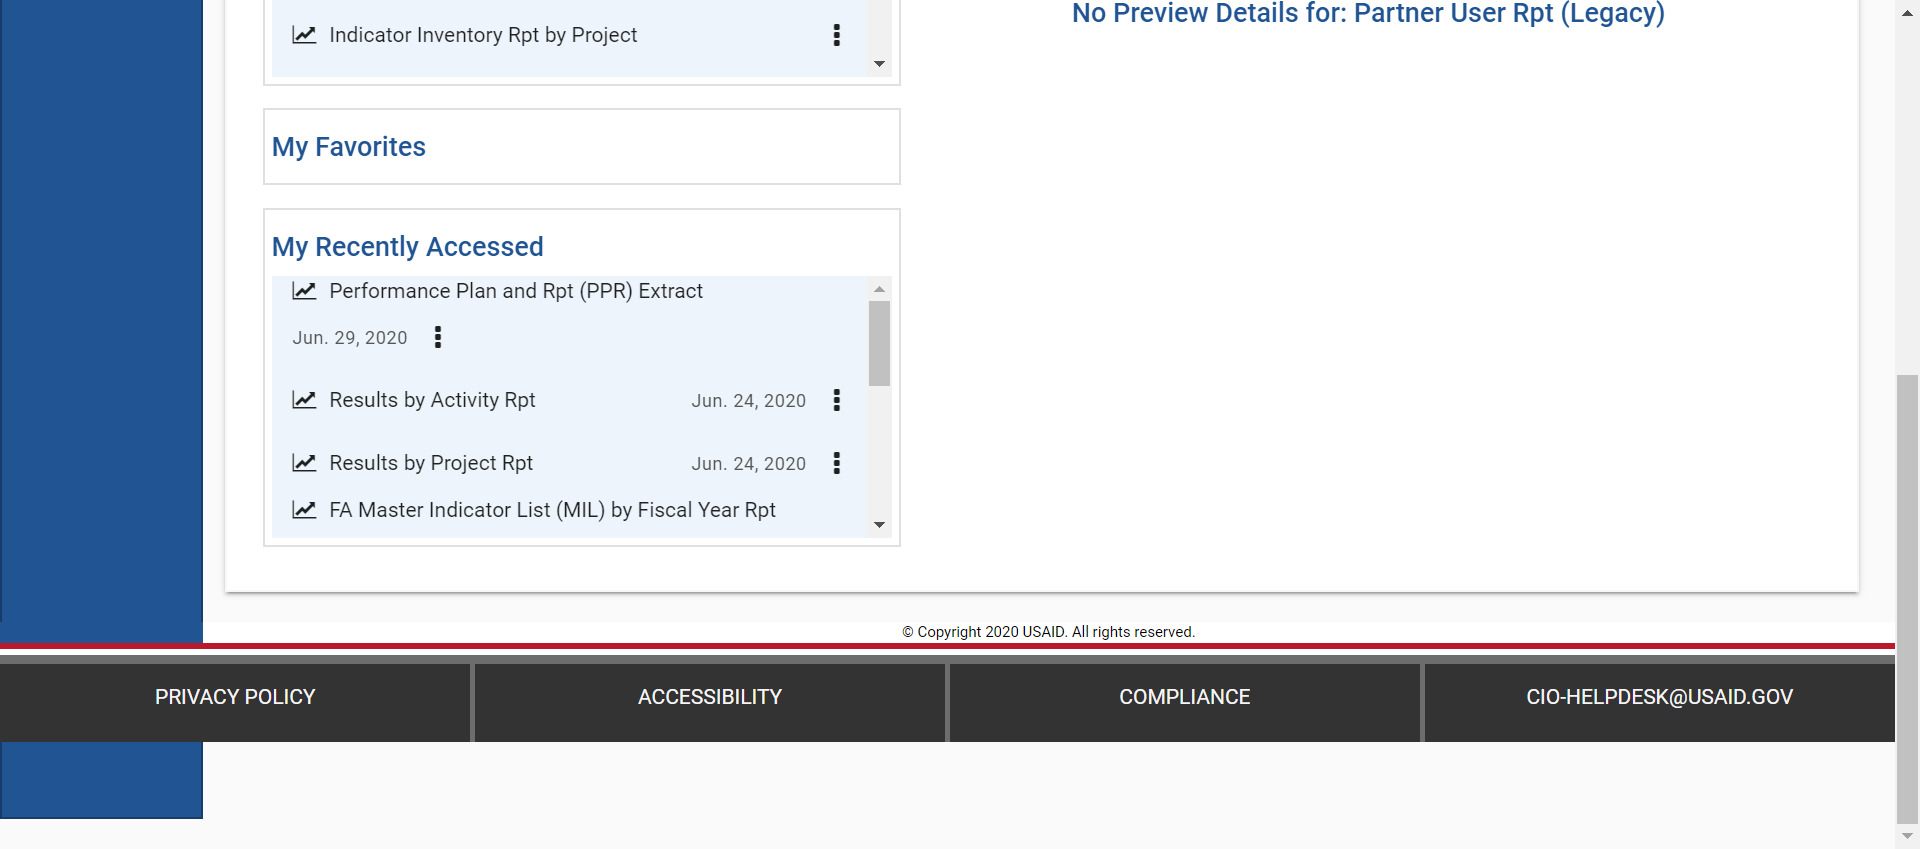 Indicator Inventory Rpt by Project
No Preview Details for: Partner User Rpt (Legacy)
My Favorites
My Recently Accessed
Performance Plan and Rpt (PPR) Extract
Jun. 29, 2020
Results by Activity Rpt Jun. 24, 2020
Results by Project Rpt Jun. 24, 2020
FA Master Indicator List (MIL) by Fiscal Year Rpt
© Copyright 2020 USAID. All rights reserved.
PRIVACY POLICY ACCESSIBILITY COMPLIANCE CIO-HELPDESK@USAID.GOV